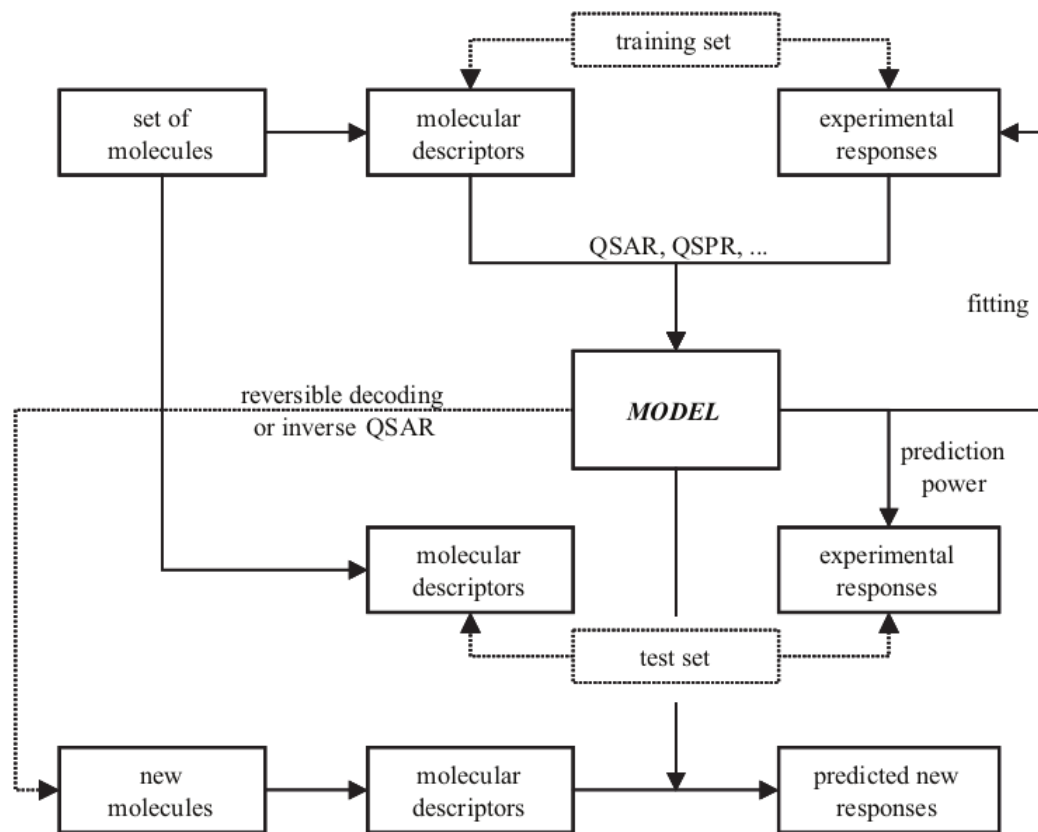 training set
set of
molecules
molecular
descriptors
experimental
responses
QSAR, QSPR, ...
fitting
reversible decoding
or inverse QSAR
MODEL
prediction
power
molecular
descriptors
experimental
responses
test set
new
molecules
molecular
descriptors
predicted new
responses